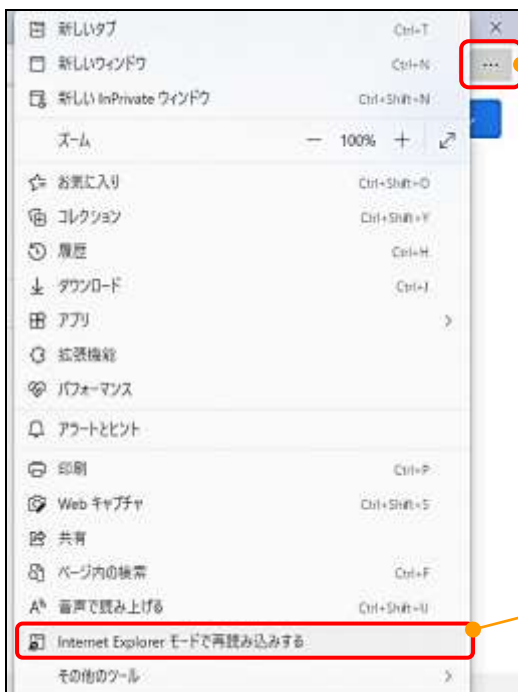 新しいタブ Ctrl+T
新しいウィンドウ Ctrl+N
新しい InPrivate ウィンドウ Ctrl+Shift+N
ズーム — 100% +
お気に入り Ctrl+Shift+O
コレクション Ctrl+Shift+Y
履歴 Ctrl+H
ダウンロード Ctrl+J
アプリ
拡張機能
パフォーマンス
アラートとヒント
印刷 Ctrl+P
Web キャプチャ Ctrl+Shift+S
共有
ページ内の検索 Ctrl+F
音声で読み上げる Ctrl+Shift+U
Internet Explorer モードで再読み込みする
その他のツール